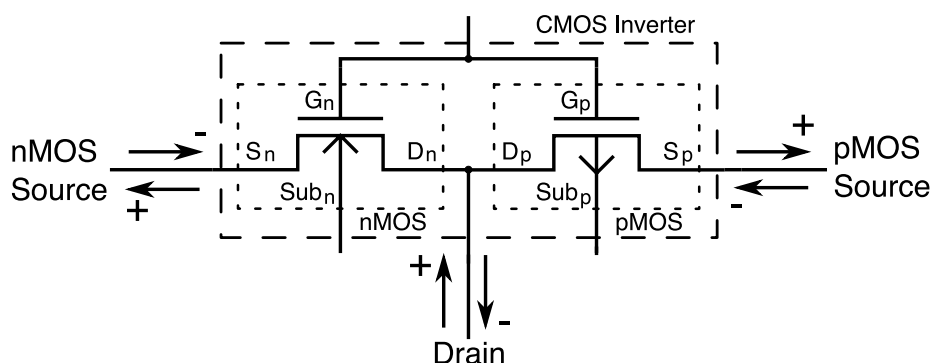 CMOS Inverter
Gn
Gp
nMOS
Source
-
+
Sn
Dn
Dp
Sp
+
-
pMOS
Source
Subn
Subp
nMOS
pMOS
+
-
Drain